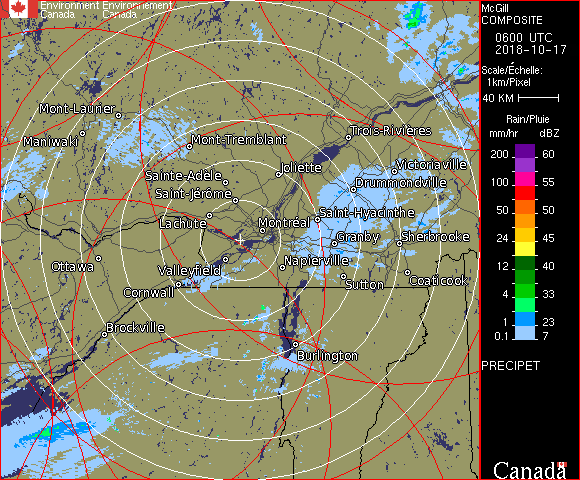 Environment Environnement
Canada Canada
McGill
COMPOSITE
0600 UTC
2018-10-17
Scale/Échelle:
1km/Pixel
40 KM
Rain/Pluie
mm/hr dBZ
200 60
100 55
50 50
24 45
12 40
4 33
1 23
0.1 7
PRECIPET
Canada
Mont-Laurier
Maniwaki
Mont-Tremblant
Trois-Rivières
Joliette
Victoriaville
Sainte-Adèle
Drummondville
Saint-Jérôme
Lachute
Saint-Hyacinthe
Montréal
Granby
Sherbrooke
Ottawa
Valleyfield
Napierville
Cornwall
Sutton
Coaticook
Brockville
Burlington